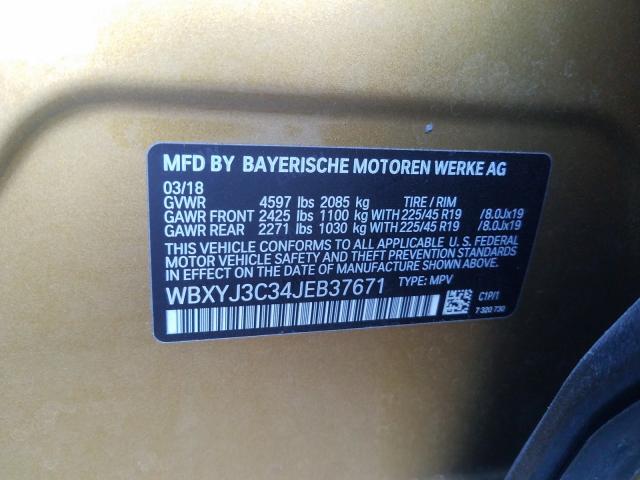 MFD BY BAYERISCHE MOTOREN WERKE AG
03/18
GVWR 4597 lbs 2085 kg TIRE / RIM
GAWR FRONT 2425 lbs 1100 kg WITH 225/45 R19 /8.0Jx19
GAWR REAR 2271 lbs 1030 kg WITH 225/45 R19 /8.0Jx19
THIS VEHICLE CONFORMS TO ALL APPLICABLE U. S. FEDERAL
MOTOR VEHICLE SAFETY AND THEFT PREVENTION STANDARDS
IN EFFECT ON THE DATE OF MANUFACTURE SHOWN ABOVE.
WBXYJ3C34JEB37671 TYPE: MPV
C1P/1
7 320 730